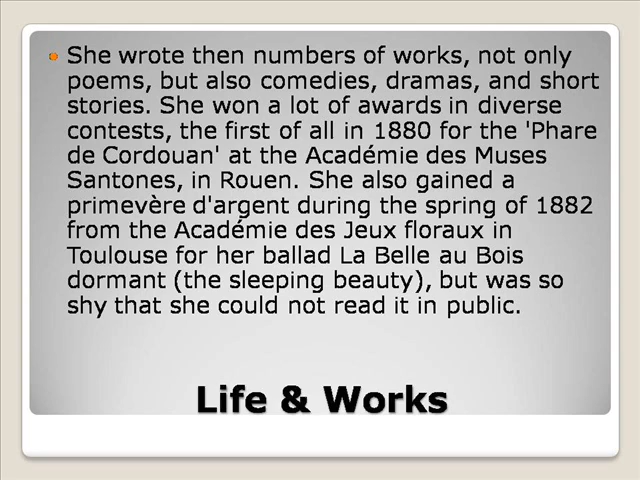 She wrote then numbers of works, not only
poems, but also comedies, dramas, and short
stories. She won a lot of awards in diverse
contests, the first of all in 1880 for the 'Phare
de Cordouan' at the Académie des Muses
Santones, in Rouen. She also gained a
primevère d'argent during the spring of 1882
from the Académie des Jeux floraux in
Toulouse for her ballad La Belle au Bois
dormant (the sleeping beauty), but was so
shy that she could not read it in public.
Life & Works